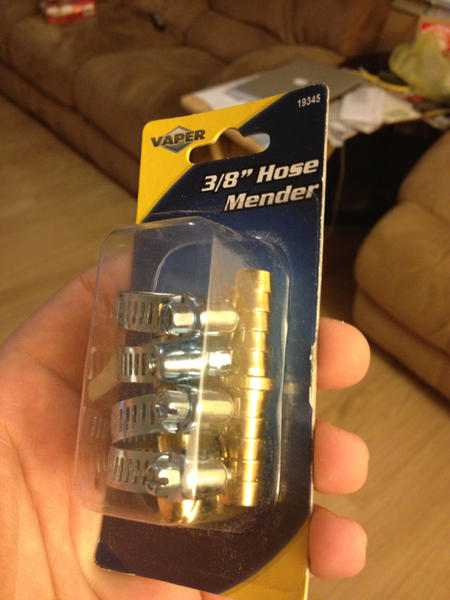 19345
VAPER
3/8" Hose
Mender